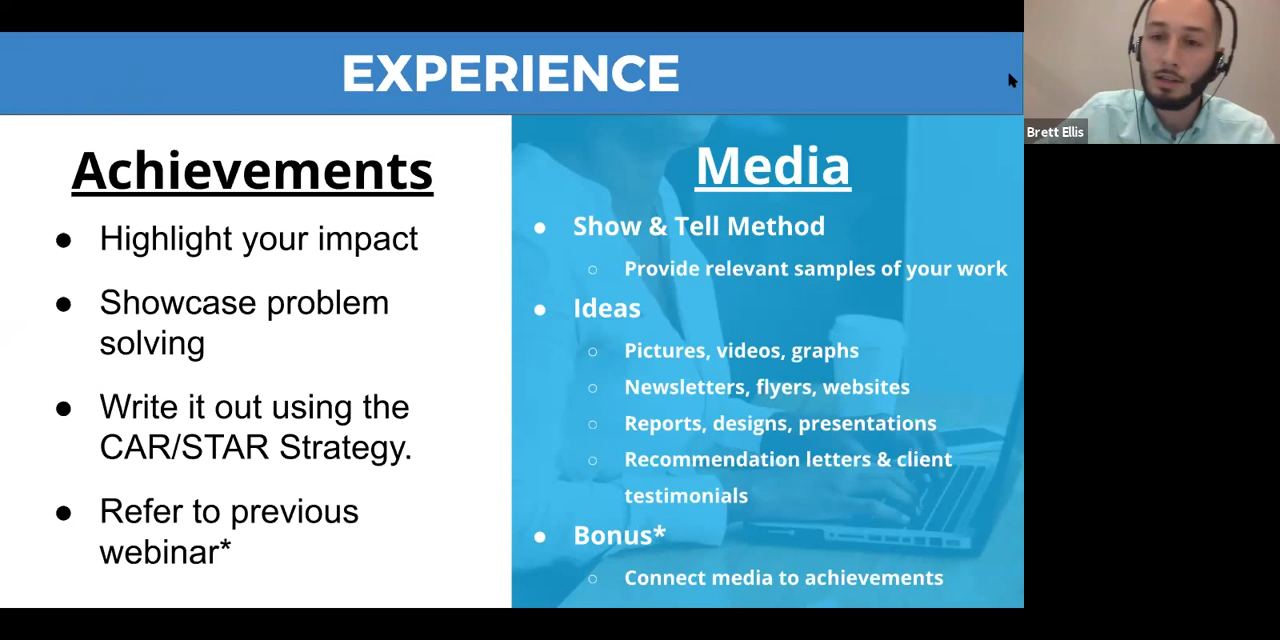 EXPERIENCE
Achievements
● Highlight your impact
● Showcase problem
solving
● Write it out using the
CAR/STAR Strategy.
● Refer to previous
webinar*
Media
● Show & Tell Method
○ Provide relevant samples of your work
● Ideas
○ Pictures, videos, graphs
○ Newsletters, flyers, websites
○ Reports, designs, presentations
○ Recommendation letters & client
testimonials
● Bonus*
○ Connect media to achievements
Brett Ellis